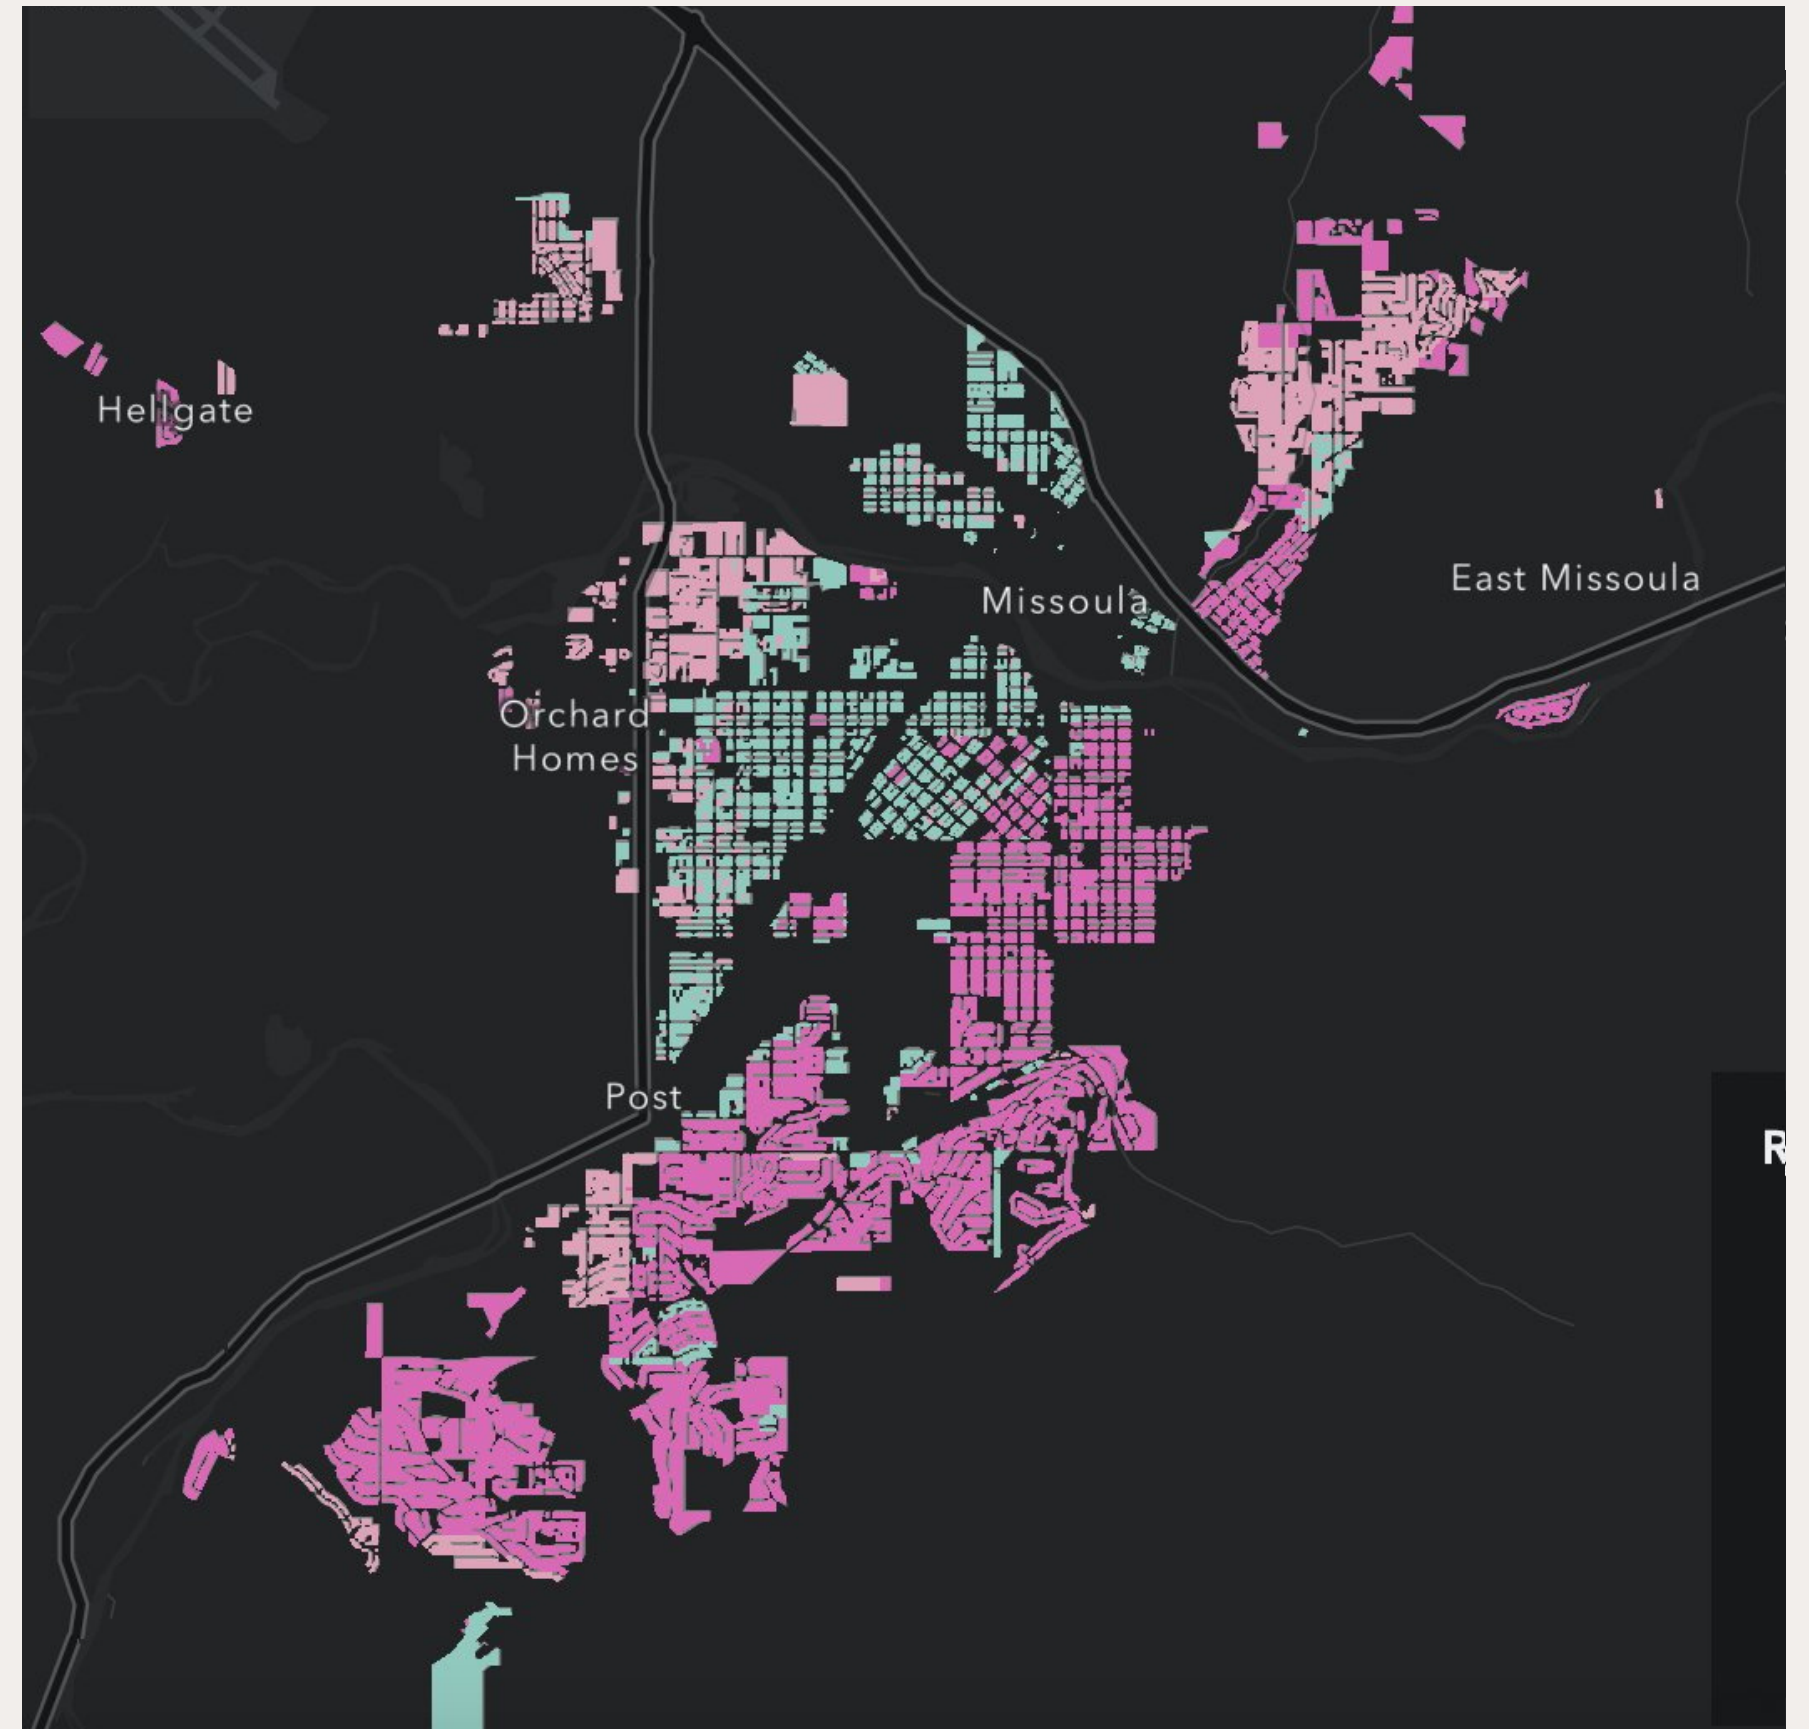 Hellgate
Missoula
East Missoula
Orchard
Homes
Post
R